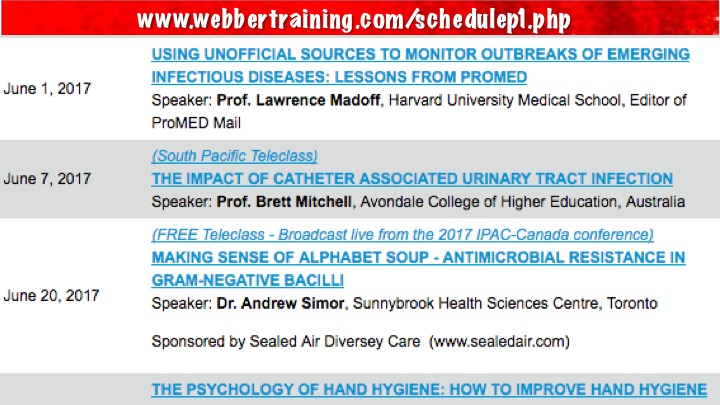 www.webbertraining.com/schedulep1.php
USING UNOFFICIAL SOURCES TO MONITOR OUTBREAKS OF EMERGING
INFECTIOUS DISEASES: LESSONS FROM PROMED
June 1, 2017
Speaker: Prof. Lawrence Madoff, Harvard University Medical School, Editor of
ProMED Mail
(South Pacific Teleclass)
June 7, 2017
THE IMPACT OF CATHETER ASSOCIATED URINARY TRACT INFECTION
Speaker: Prof. Brett Mitchell, Avondale College of Higher Education, Australia
(FREE Teleclass - Broadcast live from the 2017 IPAC-Canada conference)
MAKING SENSE OF ALPHABET SOUP - ANTIMICROBIAL RESISTANCE IN
GRAM-NEGATIVE BACILLI
June 20, 2017
Speaker: Dr. Andrew Simor, Sunnybrook Health Sciences Centre, Toronto
Sponsored by Sealed Air Diversey Care (www.sealedair.com)
THE PSYCHOLOGY OF HAND HYGIENE: HOW TO IMPROVE HAND HYGIENE